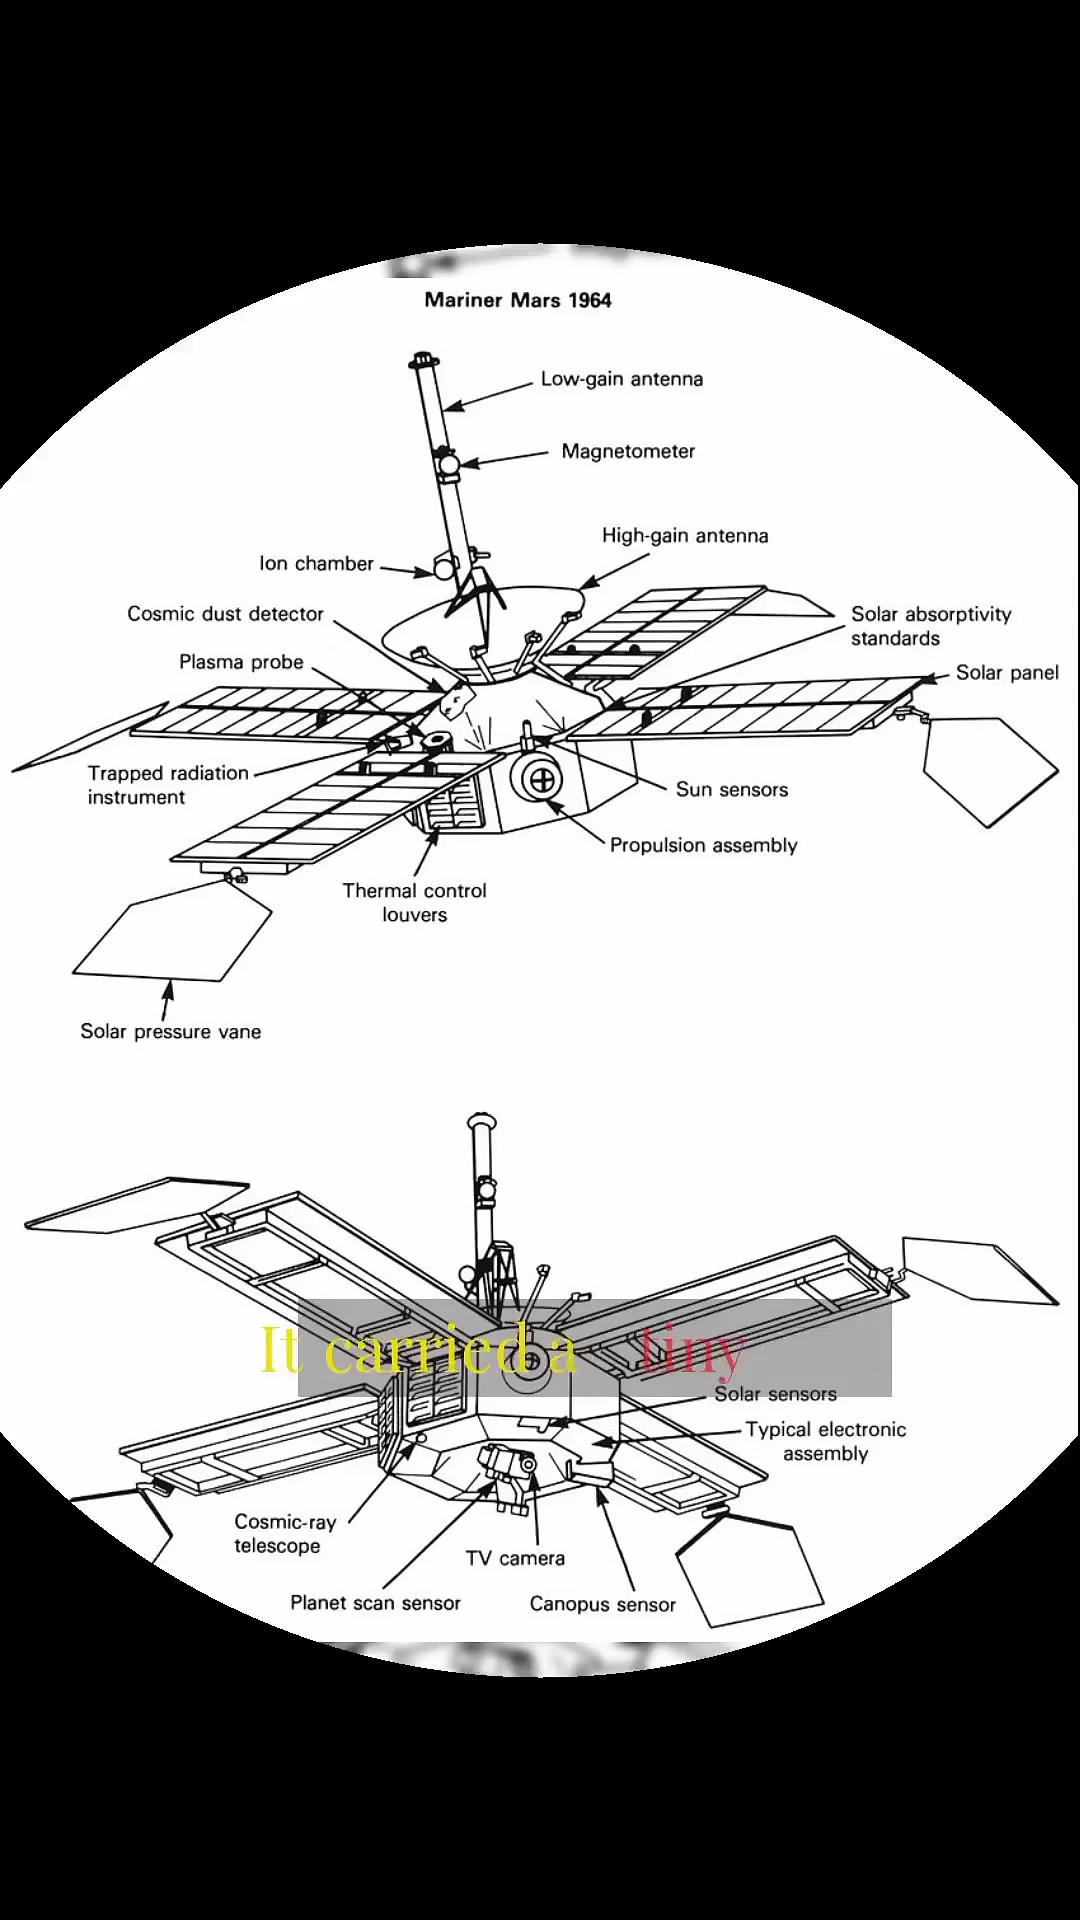 Mariner Mars 1964
Low-gain antenna
Magnetometer
High-gain antenna
Ion chamber
Cosmic dust detector
Solar absorptivity
standards
Plasma probe
Solar panel
Trapped radiation
instrument
Sun sensors
Propulsion assembly
Thermal control
louvers
Solar pressure vane
It carried a tiny
Solar sensors
Typical electronic
assembly
Cosmic-ray
telescope
TV camera
Planet scan sensor
Canopus sensor